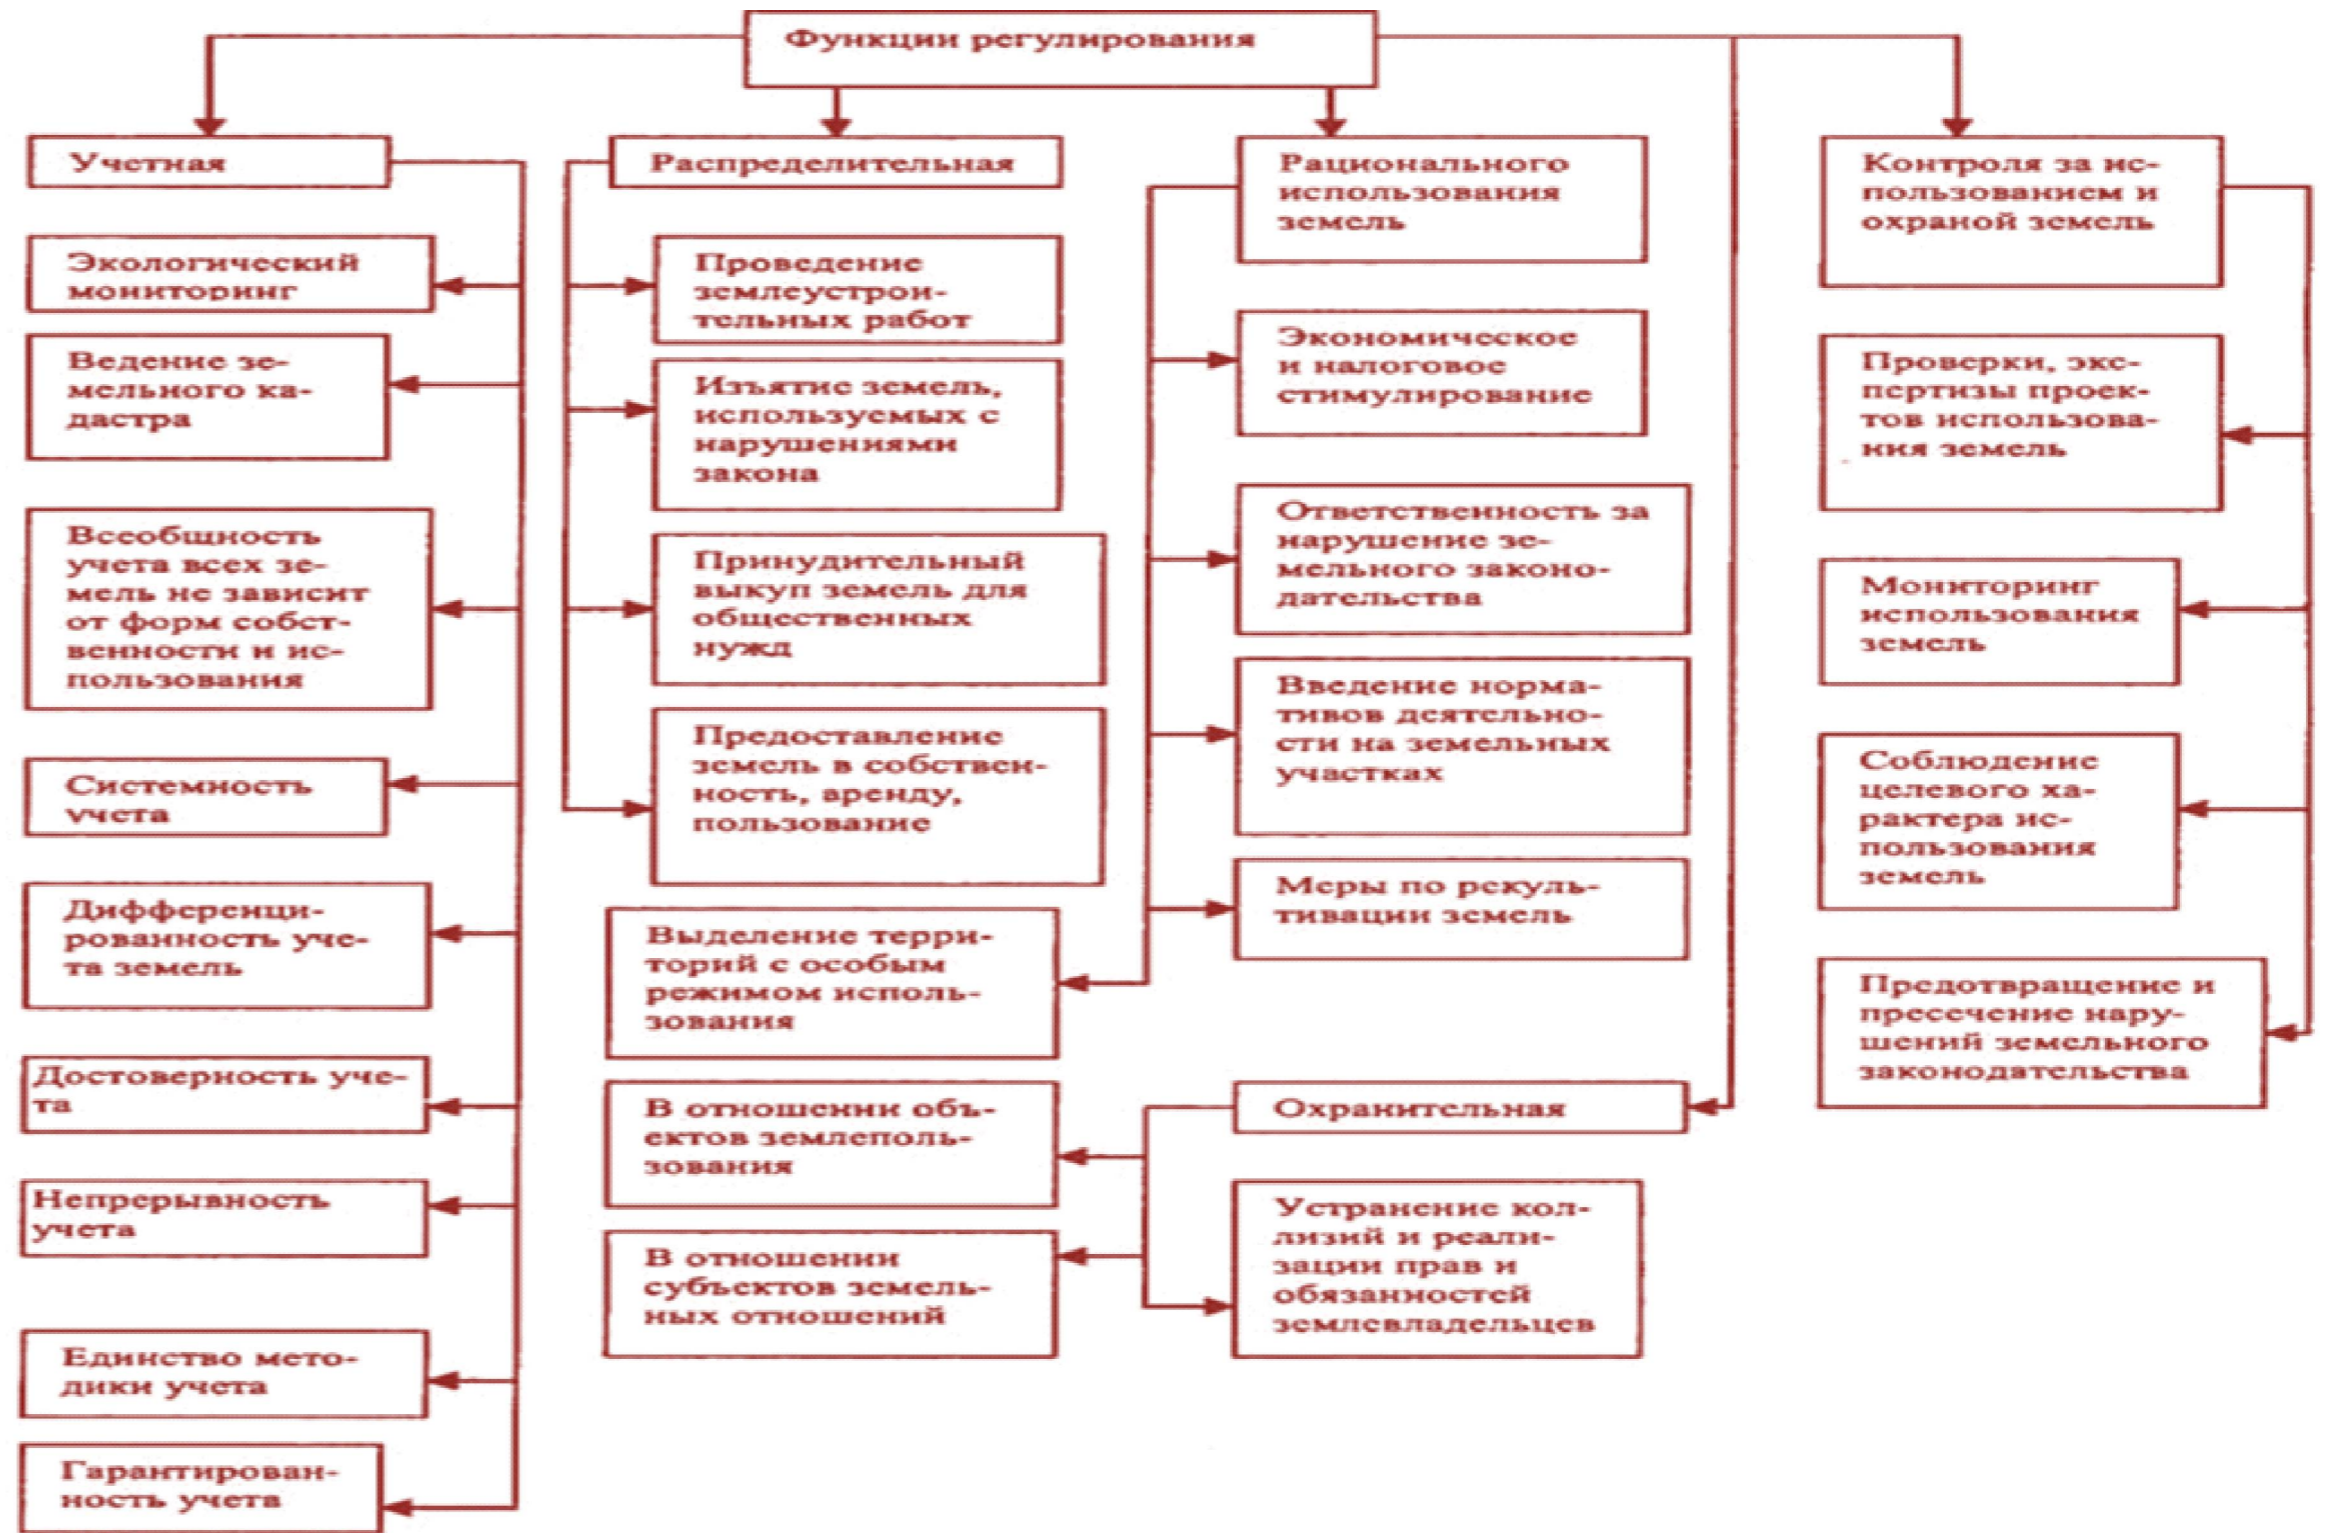 Функции регулирования
Учетная
Экологический
мониторинг
Ведение зе-
мельного ка-
дастра
Всеобщность
учета всех зе-
мель не зависит
от форм собст-
венности и ис-
пользования
Системность
учета
Дифференци-
рованность уче-
та земель
Достоверность уче-
та
Непрерывность
учета
Единство мето-
дики учета
Гарантирован-
ность учета
Распределительная
Проведение
землеустрои-
тельных работ
Изъятие земель,
используемых с
нарушениями
закона
Принудительный
выкуп земель для
общественных
нужд
Предоставление
земель в собствен-
ность, аренду,
пользование
Рационального
использования
земель
Экономическое
и налоговое
стимулирование
Ответственность за
нарушение зе-
мельного законо-
дательства
Введение норма-
тивов деятельно-
сти на земельных
участках
Меры по рекуль-
тивации земель
Выделение терри-
торий с особым
режимом исполь-
зования
Охранительная
В отношении объ-
ектов землеполь-
зования
В отношении
субъектов земель-
ных отношений
Устранение кол-
лизий и реали-
зации прав и
обязанностей
землевладельцев
Контроля за ис-
пользованием и
охраной земель
Проверки, экс-
пертизы проек-
тов использова-
ния земель
Мониторинг
использования
земель
Соблюдение
целевого ха-
рактера ис-
пользования
земель
Предотвращение и
пресечение нару-
шений земельного
законодательства